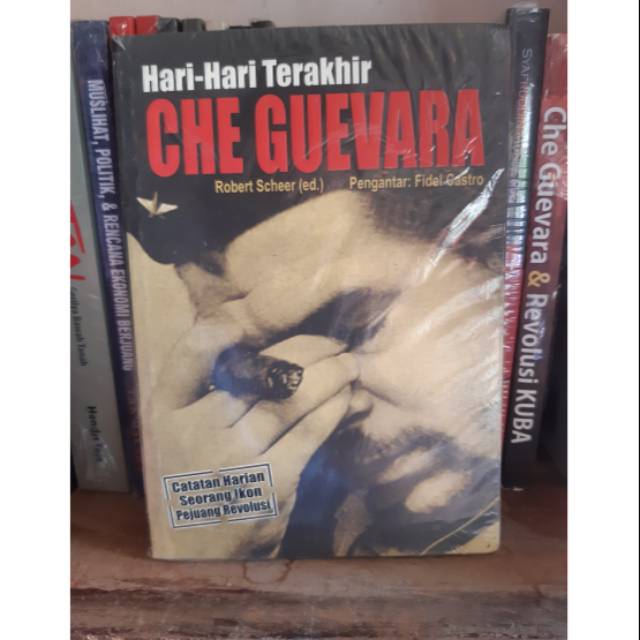 Hari-Hari Terakhir
CHE GUEVARA
Robert Scheer (ed.) Pengantar: Fidel Castro
Catatan Harian
Seorang Ikon
Pejuang Revolusi
MUSLIHAT, POLITIK, & RENCANA EKONOMI BERJUANG
Che Guevara & Revolusi KUBA